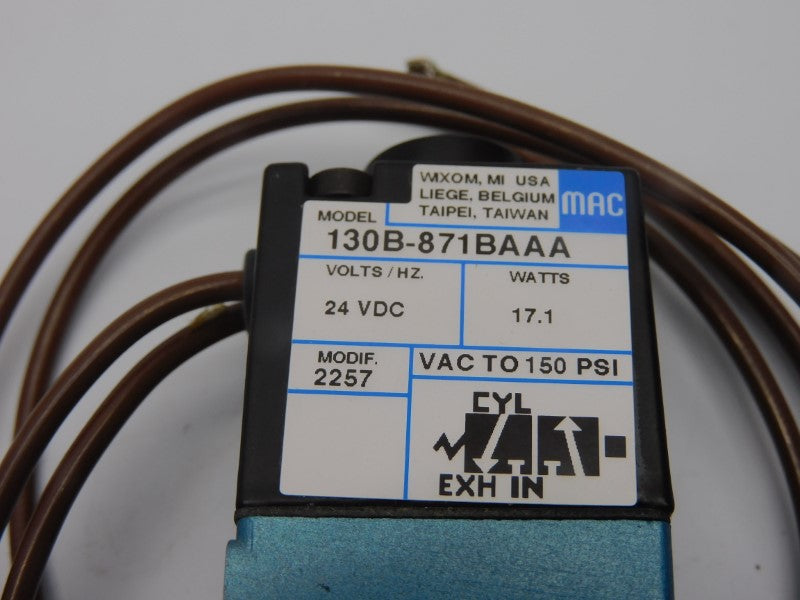 WIXOM, MI USA
LIEGE, BELGIUM
TAIPEI, TAIWAN
MAC
MODEL
130B-871BAAA
VOLTS/HZ.
WATTS
24 VDC
17.1
MODIF.
2257
VAC TO 150 PSI
CYL
EXH IN